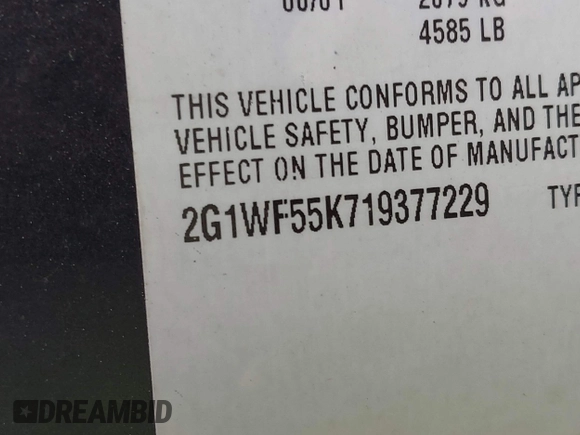 4585 LB
THIS VEHICLE CONFORMS TO ALL AP
VEHICLE SAFETY, BUMPER, AND THE
EFFECT ON THE DATE OF MANUFACT
2G1WF55K719377229 TYP
DREAMBID